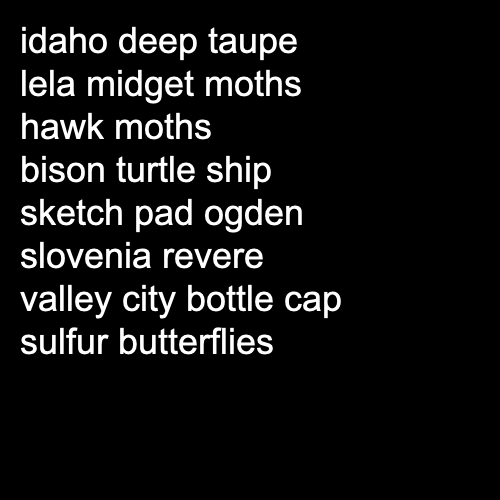 idaho deep taupe
lela midget moths
hawk moths
bison turtle ship
sketch pad ogden
slovenia revere
valley city bottle cap
sulfur butterflies